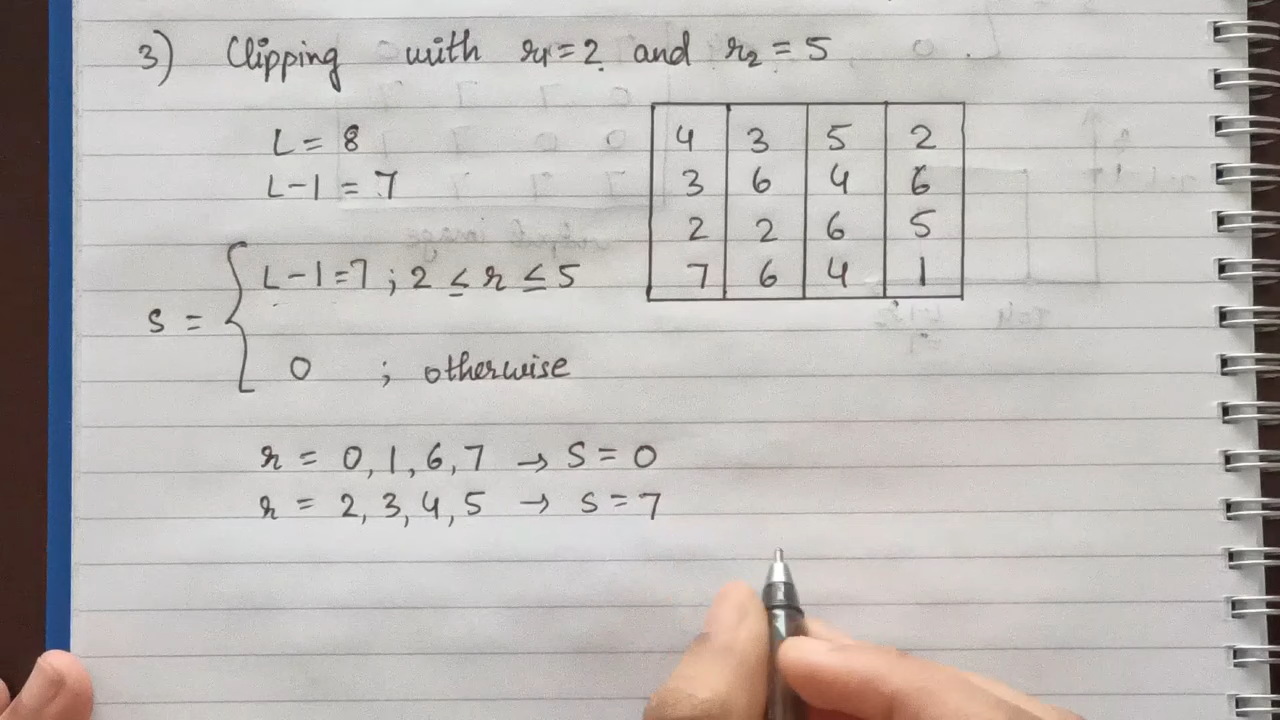 3) Clipping with r1=2 and r2=5
L = 8
L-1 = 7
4 3 5 2
3 6 4 6
2 2 6 5
7 6 4 1
s = { L-1=7 ; 2 ≤ r ≤ 5
0 ; otherwise
r = 0, 1, 6, 7 → S = 0
r = 2, 3, 4, 5 → S = 7